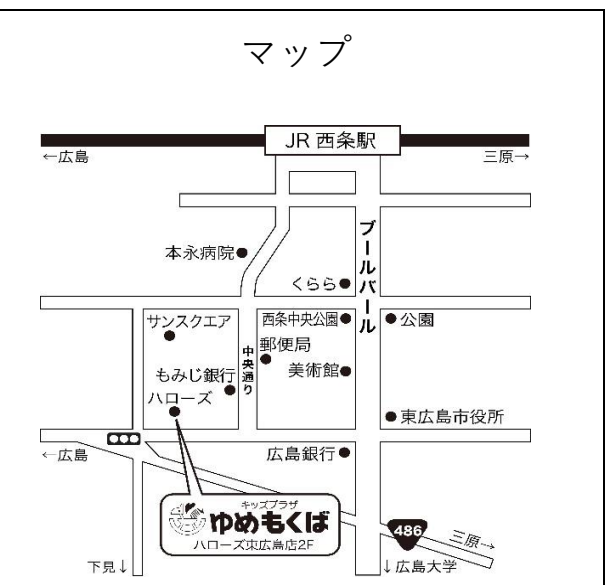 マップ
JR 西条駅
←広島
三原→
ブールバール
本永病院
くらら
サンスクエア
西条中央公園
公園
中央通り
郵便局
もみじ銀行
美術館
ハローズ
東広島市役所
←広島
広島銀行
キッズプラザ
ゆめもくば
ハローズ東広島店2F
486
三原→
下見↓
↓広島大学